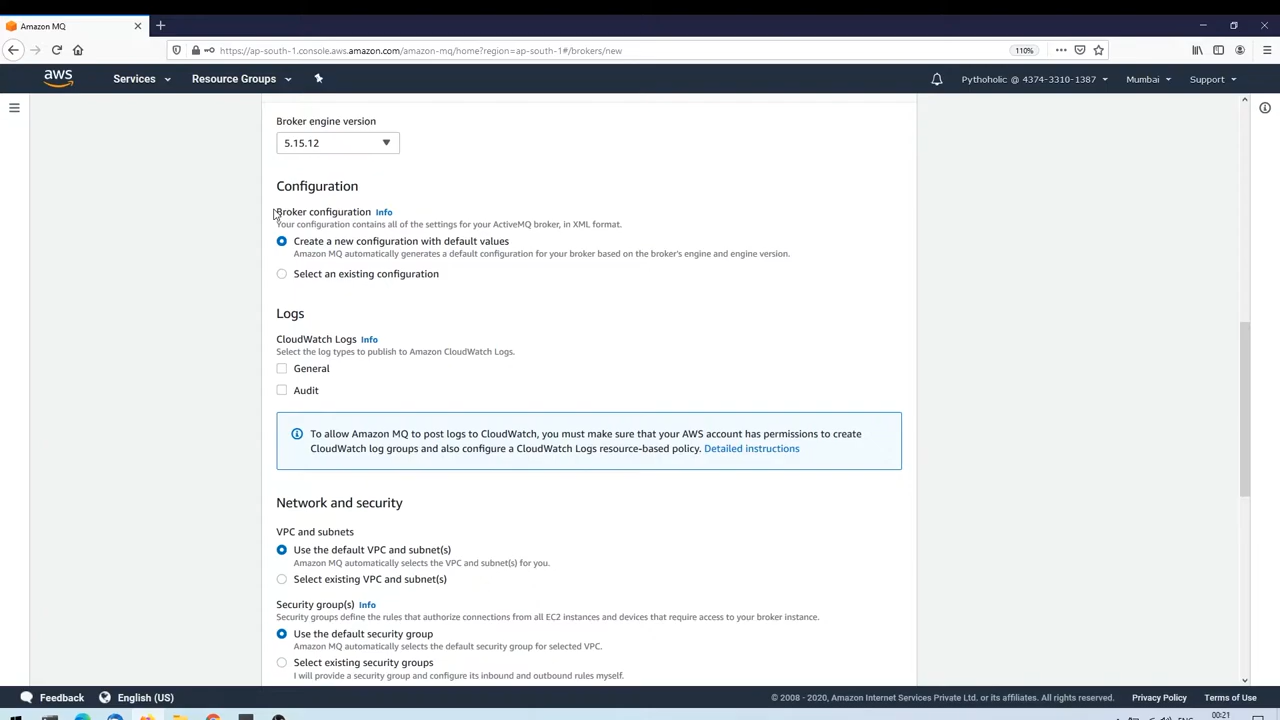 Amazon MQ
https://ap-south-1.console.aws.amazon.com/amazon-mq/home?region=ap-south-1#/brokers/new
110%
aws
Services
Resource Groups
Pythoholic @ 4374-3310-1387
Mumbai
Support
Broker engine version
5.15.12
Configuration
Broker configuration Info
Your configuration contains all of the settings for your ActiveMQ broker, in XML format.
Create a new configuration with default values
Amazon MQ automatically generates a default configuration for your broker based on the broker's engine and engine version.
Select an existing configuration
Logs
CloudWatch Logs Info
Select the log types to publish to Amazon CloudWatch Logs.
General
Audit
To allow Amazon MQ to post logs to CloudWatch, you must make sure that your AWS account has permissions to create
CloudWatch log groups and also configure a CloudWatch Logs resource-based policy. Detailed instructions
Network and security
VPC and subnets
Use the default VPC and subnet(s)
Amazon MQ automatically selects the VPC and subnet(s) for you.
Select existing VPC and subnet(s)
Security group(s) Info
Security groups define the rules that authorize connections from all EC2 instances and devices that require access to your broker instance.
Use the default security group
Amazon MQ automatically selects the default security group for selected VPC.
Select existing security groups
I will provide a security group and configure its inbound and outbound rules myself.
Feedback
English (US)
© 2008 - 2020, Amazon Internet Services Private Ltd. or its affiliates. All rights reserved.
Privacy Policy
Terms of Use
ENG
00:21